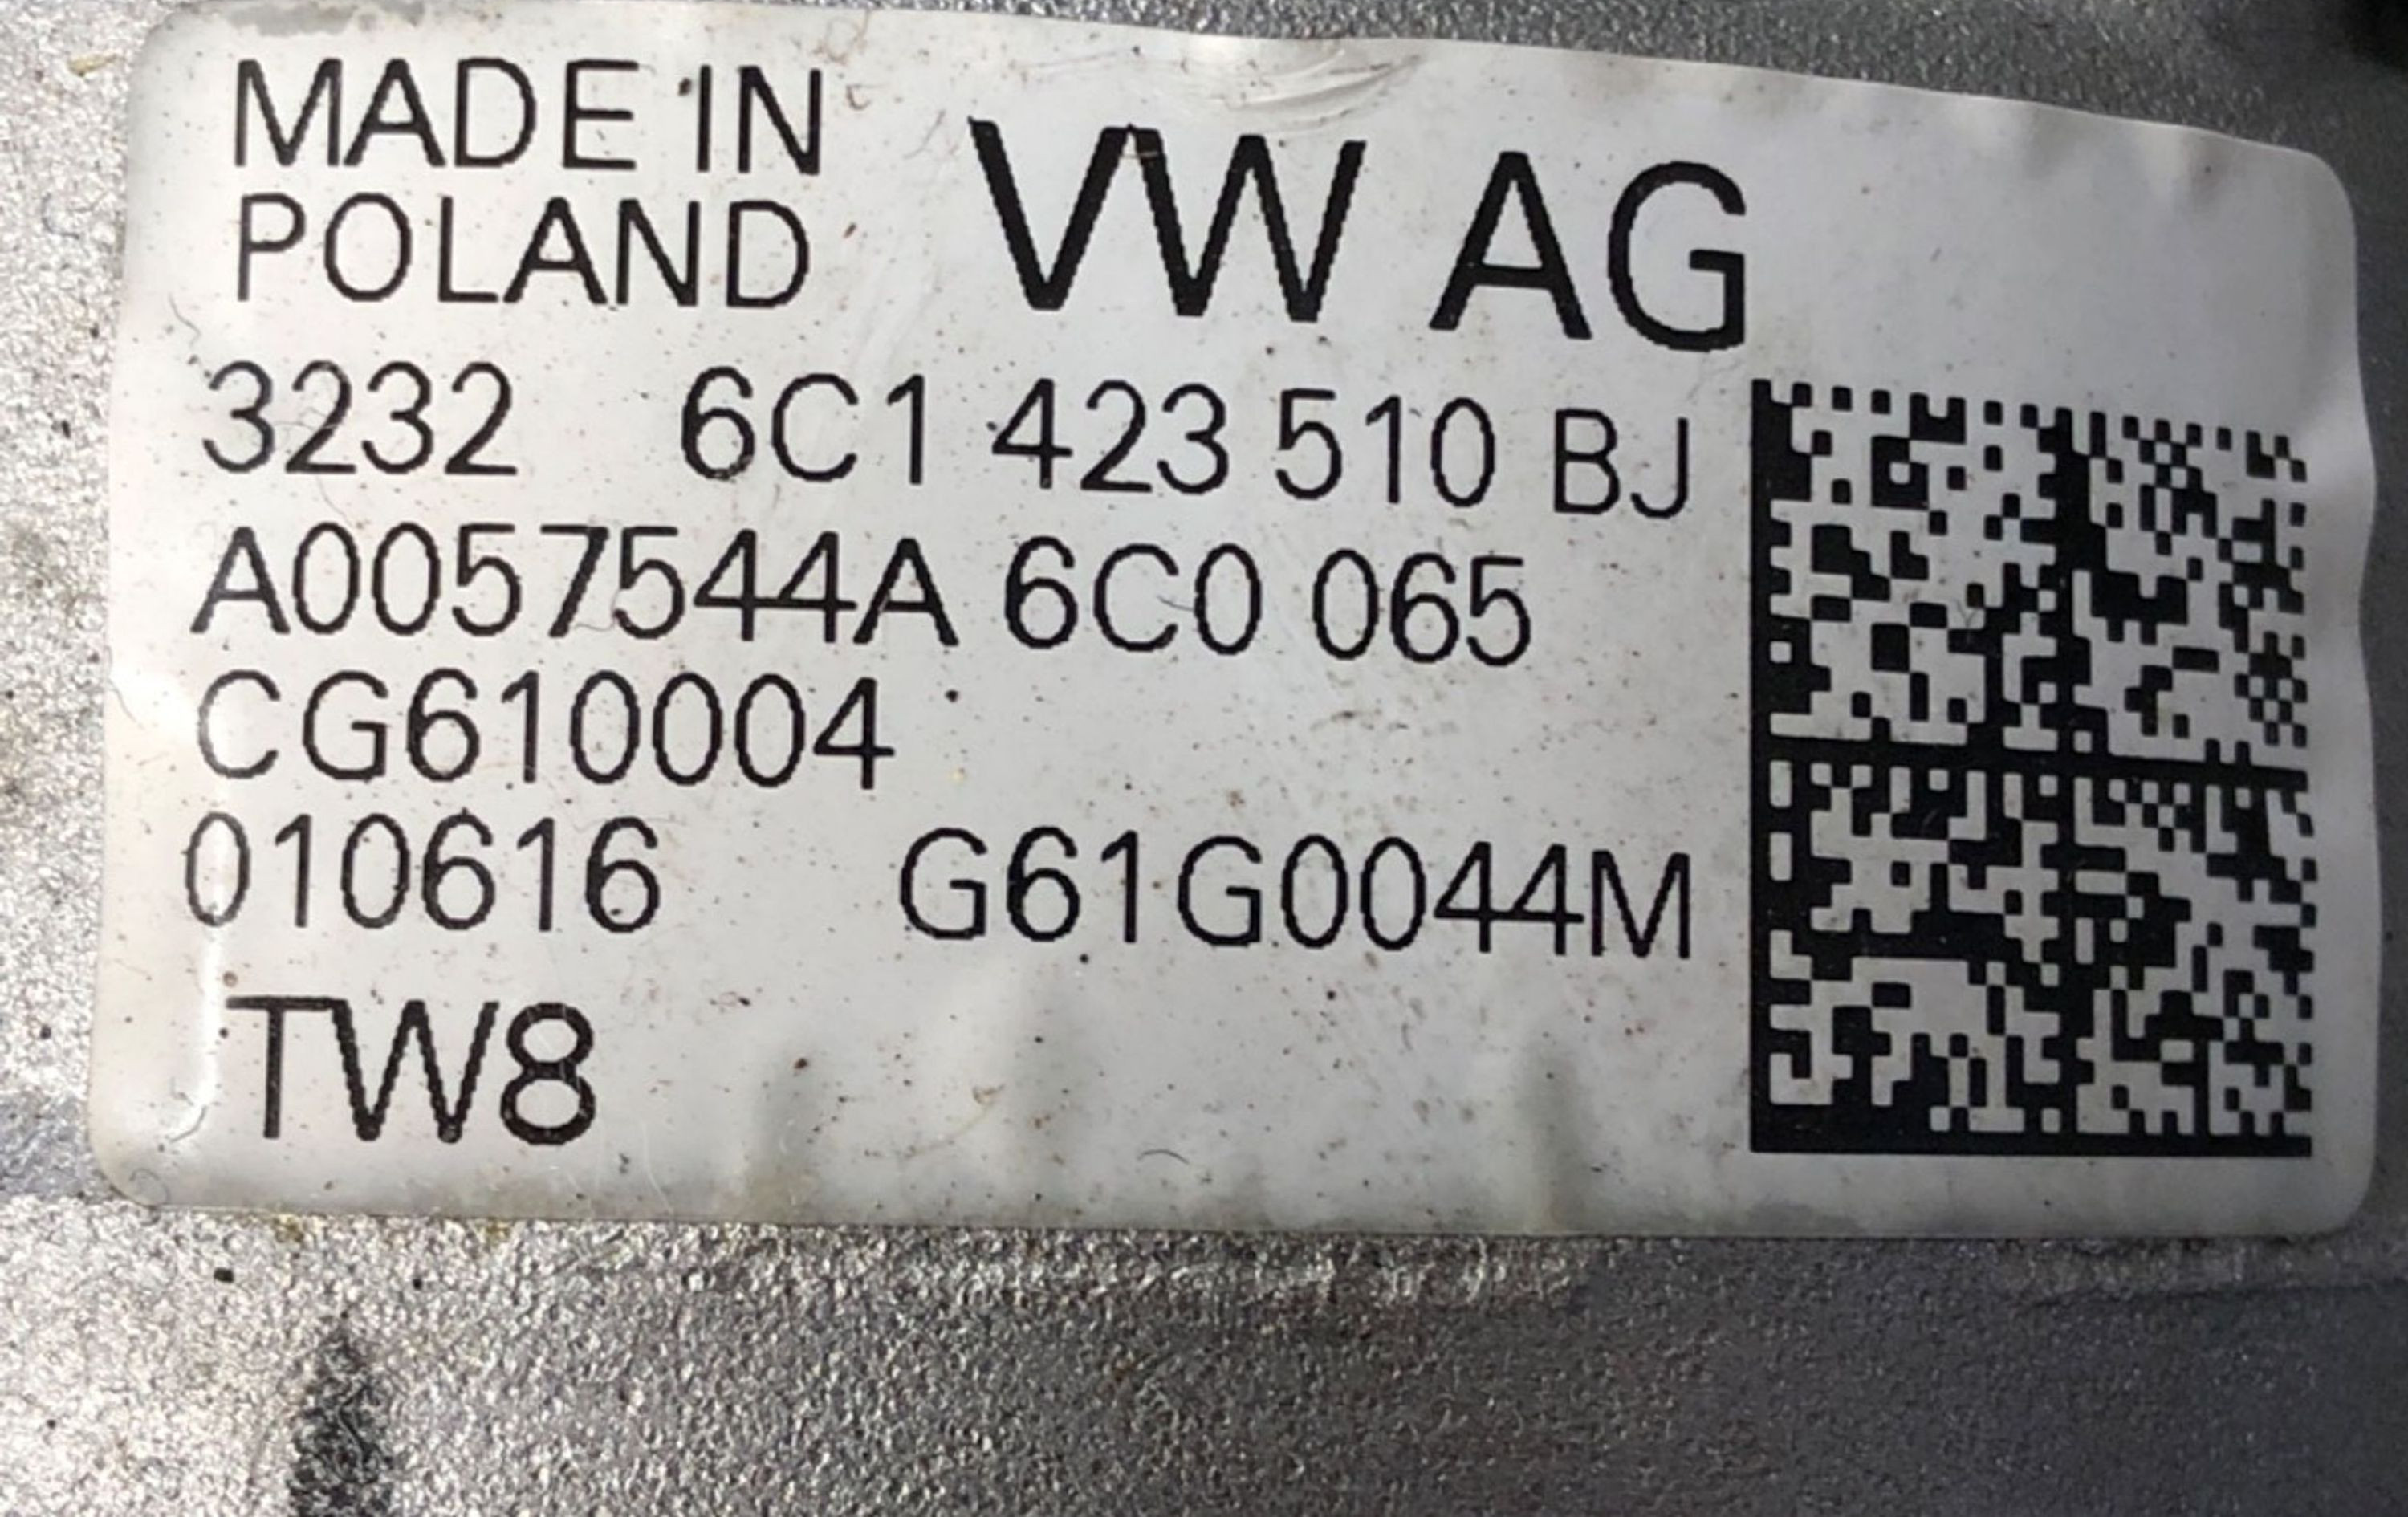 MADE IN
POLAND
VW AG
3232 6C1 423 510 BJ
A0057544A 6C0 065
CG610004
010616 G61G0044M
TW8